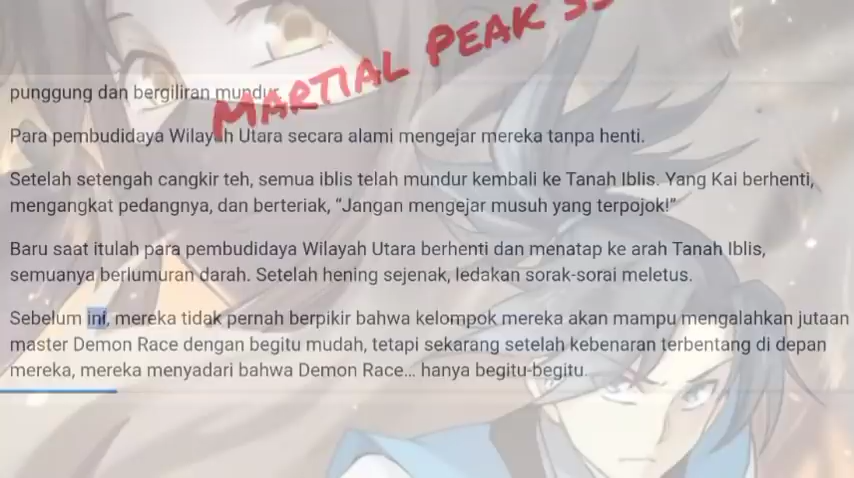 MARTIAL PEAK
punggung dan bergiliran mundur
Para pembudidaya Wilayah Utara secara alami mengejar mereka tanpa henti.
Setelah setengah cangkir teh, semua iblis telah mundur kembali ke Tanah Iblis. Yang Kai berhenti,
mengangkat pedangnya, dan berteriak, “Jangan mengejar musuh yang terpojok!”
Baru saat itulah para pembudidaya Wilayah Utara berhenti dan menatap ke arah Tanah Iblis,
semuanya berlumuran darah. Setelah hening sejenak, ledakan sorak-sorai meletus.
Sebelum ini, mereka tidak pernah berpikir bahwa kelompok mereka akan mampu mengalahkan jutaan
master Demon Race dengan begitu mudah, tetapi sekarang setelah kebenaran terbentang di depan
mereka, mereka menyadari bahwa Demon Race... hanya begitu-begitu.